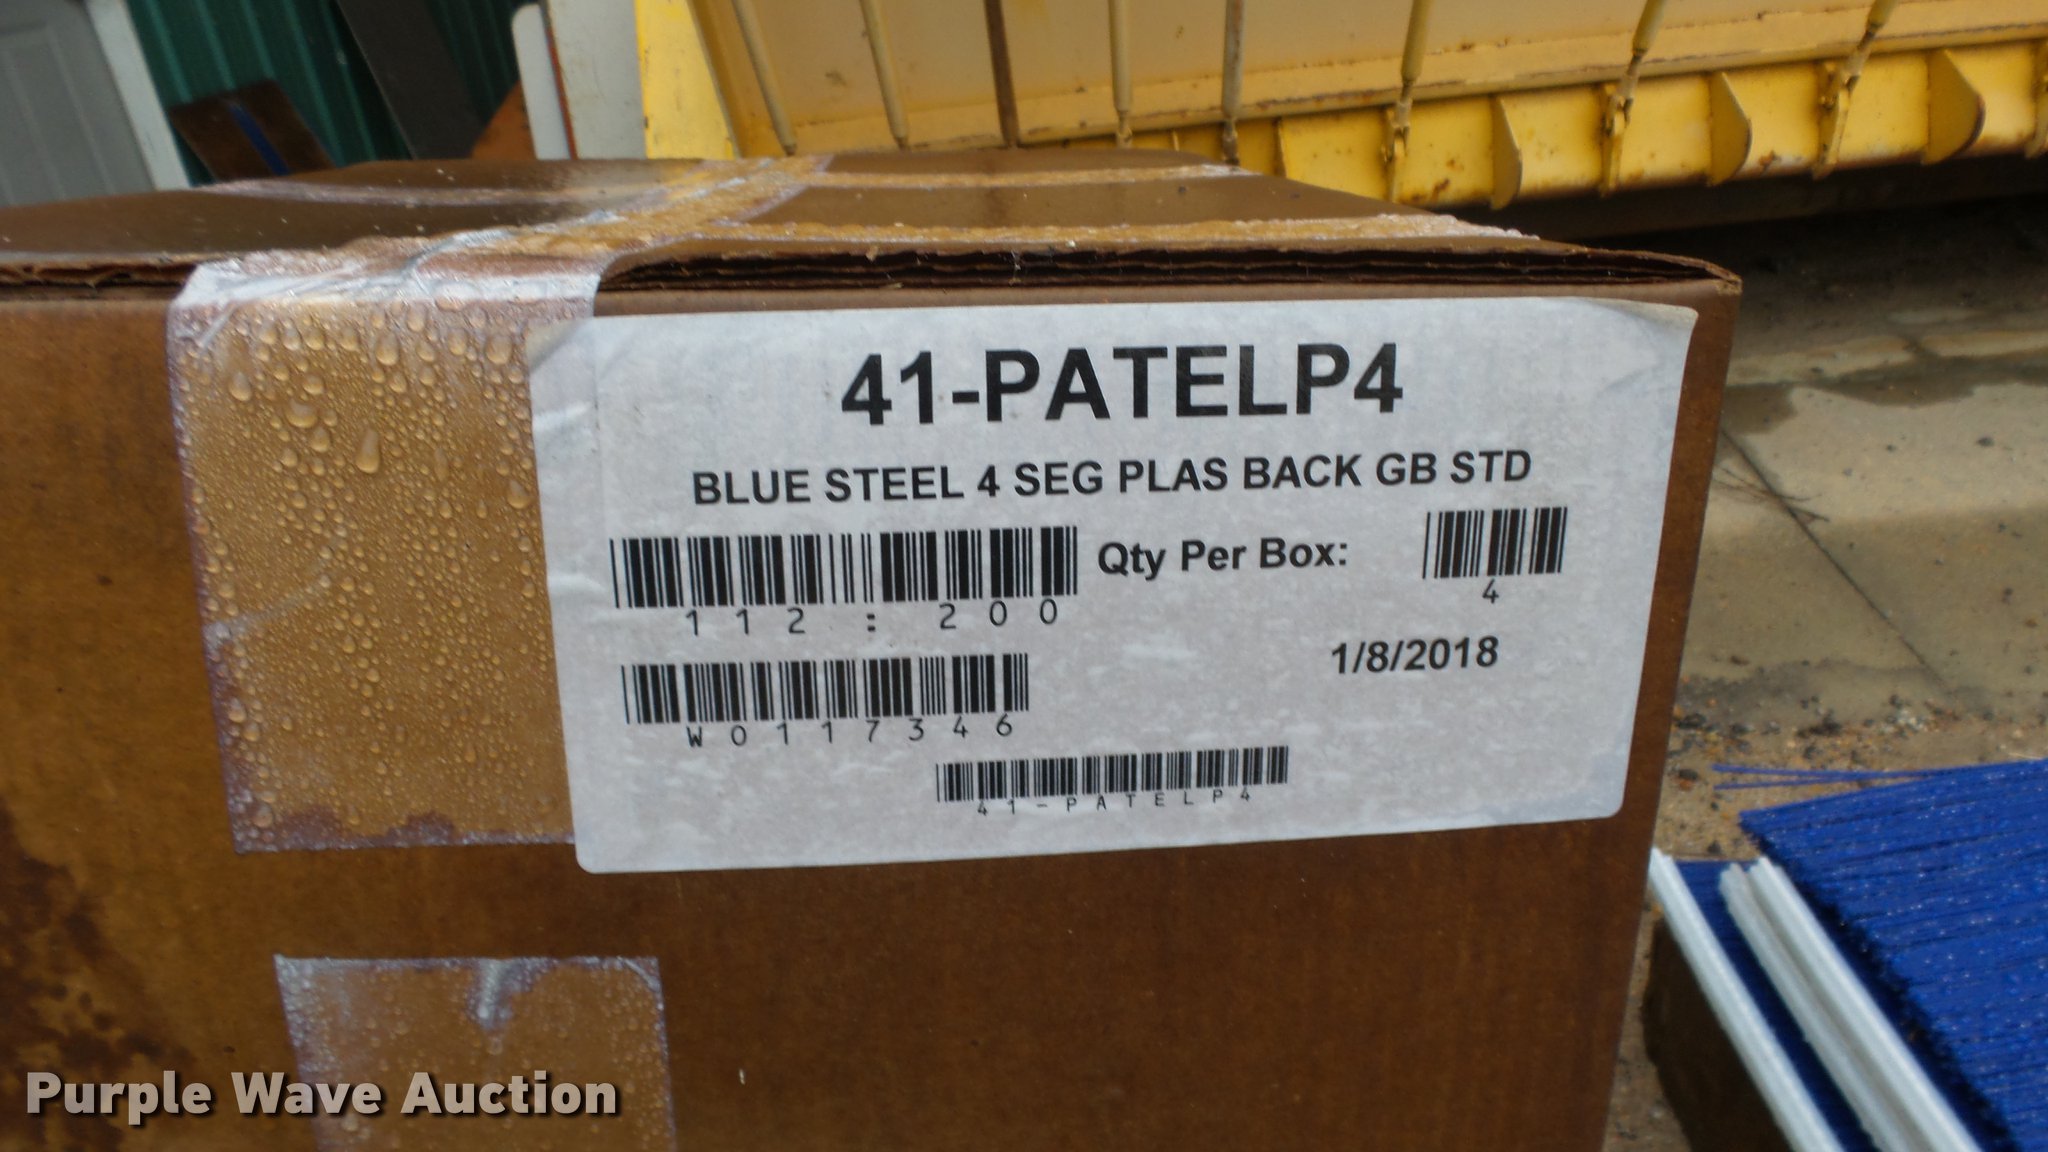 41-PATELP4
BLUE STEEL 4 SEG PLAS BACK GB STD
112:200
Qty Per Box:
4
1/8/2018
W0117346
41-PATELP4
Purple Wave Auction